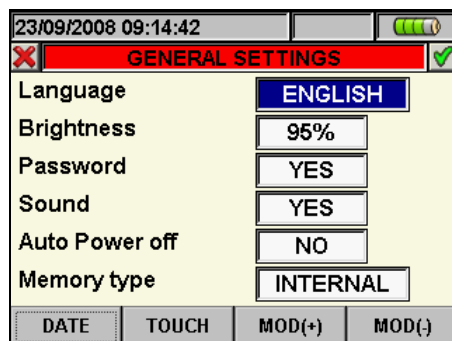 23/09/2008 09:14:42
GENERAL SETTINGS
Language ENGLISH
Brightness 95%
Password YES
Sound YES
Auto Power off NO
Memory type INTERNAL
DATE TOUCH MOD(+) MOD(-)